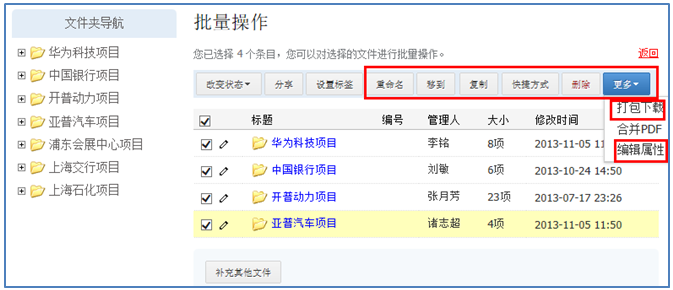 文件夹导航
华为科技项目
中国银行项目
开普动力项目
亚普汽车项目
浦东会展中心项目
上海交行项目
上海石化项目
批量操作
您已选择 4 个条目，您可以对选择的文件进行批量操作。 返回
改变状态 分享 设置标签 重命名 移到 复制 快捷方式 删除 更多
打包下载
合并PDF
编辑属性
标题 编号 管理人 大小 修改时间
华为科技项目 李铭 8项 2013-11-05 11
中国银行项目 刘敏 6项 2013-10-24 14:50
开普动力项目 张月芳 23项 2013-07-17 23:26
亚普汽车项目 诸志超 4项 2013-11-05 11:50
补充其他文件